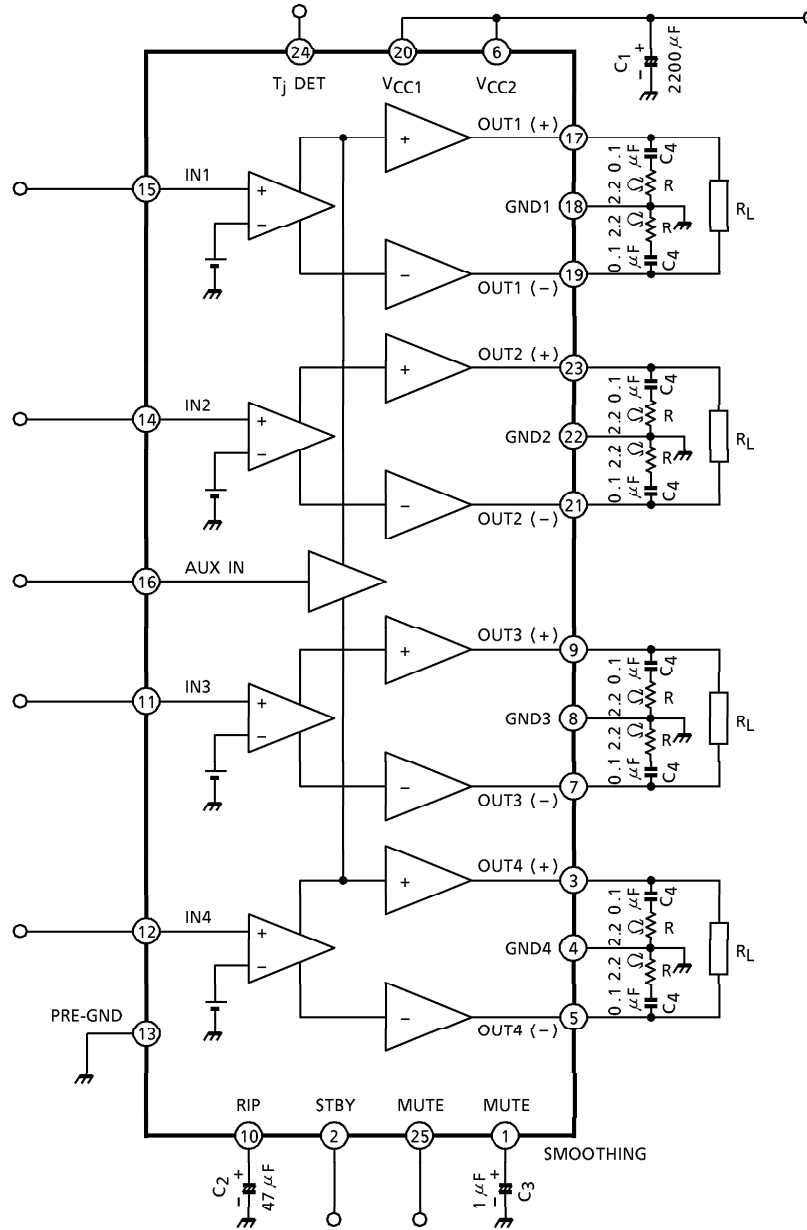 24
20
6
Tj DET
VCC1
VCC2
C1
+
−
2200 μF
OUT1 (+)
17
+
15
IN1
+
−
GND1
18
0.1 μF
C4
2.2 Ω
R
2.2 Ω
R
0.1 μF
C4
RL
−
19
OUT1 (−)
OUT2 (+)
23
+
14
IN2
+
−
GND2
22
0.1 μF
C4
2.2 Ω
R
2.2 Ω
R
0.1 μF
C4
RL
−
21
OUT2 (−)
16
AUX IN
OUT3 (+)
9
+
11
IN3
+
−
GND3
8
0.1 μF
C4
2.2 Ω
R
2.2 Ω
R
0.1 μF
C4
RL
−
7
OUT3 (−)
OUT4 (+)
3
+
12
IN4
+
−
GND4
4
0.1 μF
C4
2.2 Ω
R
2.2 Ω
R
0.1 μF
C4
RL
−
5
OUT4 (−)
PRE-GND
13
RIP
STBY
MUTE
MUTE
10
2
25
1
SMOOTHING
C2
+
−
47 μF
1 μF
+
−
C3